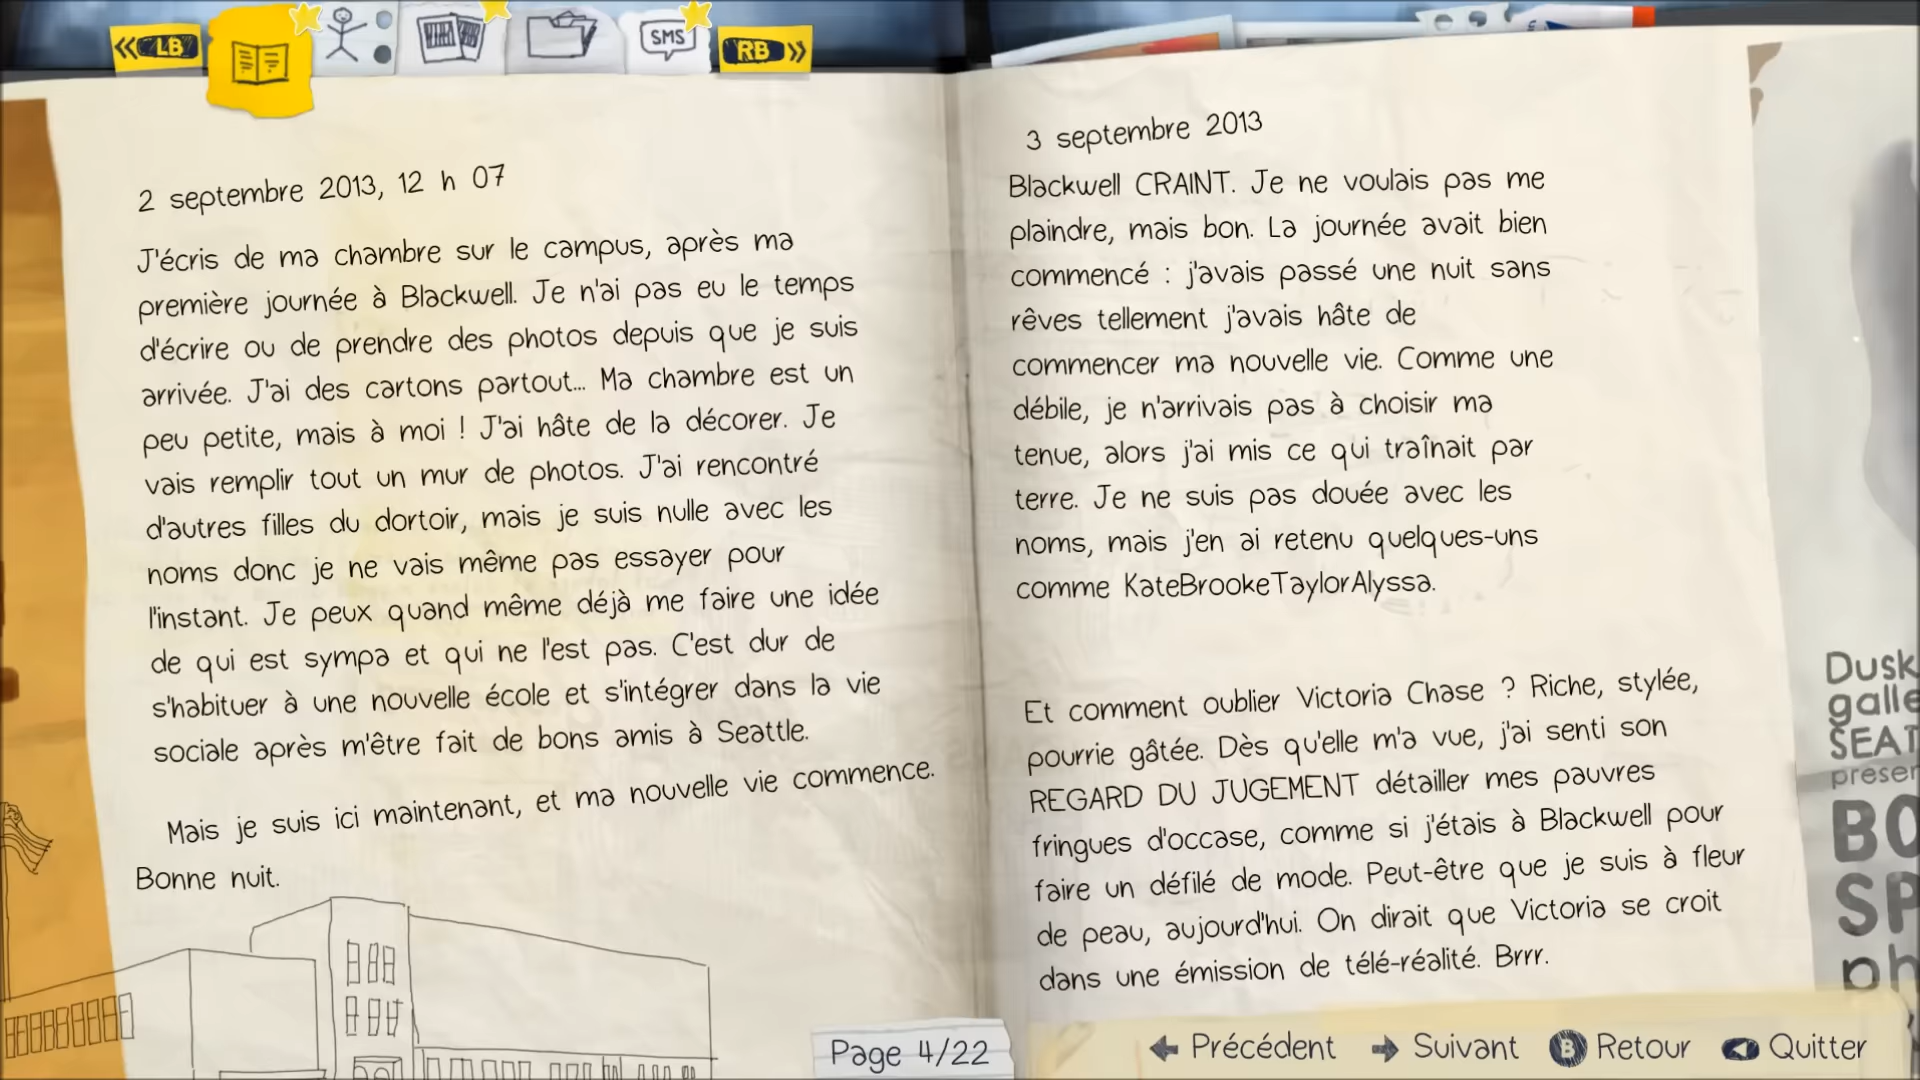 LB
SMS
RB
2 septembre 2013, 12 h 07
J'écris de ma chambre sur le campus, après ma
première journée à Blackwell. Je n'ai pas eu le temps
d'écrire ou de prendre des photos depuis que je suis
arrivée. J'ai des cartons partout... Ma chambre est un
peu petite, mais à moi ! J'ai hâte de la décorer. Je
vais remplir tout un mur de photos. J'ai rencontré
d'autres filles du dortoir, mais je suis nulle avec les
noms donc je ne vais même pas essayer pour
l'instant. Je peux quand même déjà me faire une idée
de qui est sympa et qui ne l'est pas. C'est dur de
s'habituer à une nouvelle école et s'intégrer dans la vie
sociale après m'être fait de bons amis à Seattle.
Mais je suis ici maintenant, et ma nouvelle vie commence.
Bonne nuit.
3 septembre 2013
Blackwell CRAINT. Je ne voulais pas me
plaindre, mais bon. La journée avait bien
commencé : j'avais passé une nuit sans
rêves tellement j'avais hâte de
commencer ma nouvelle vie. Comme une
débile, je n'arrivais pas à choisir ma
tenue, alors j'ai mis ce qui traînait par
terre. Je ne suis pas douée avec les
noms, mais j'en ai retenu quelques-uns
comme KateBrookeTaylorAlyssa.
Et comment oublier Victoria Chase ? Riche, stylée,
pourrie gâtée. Dès qu'elle m'a vue, j'ai senti son
REGARD DU JUGEMENT détailler mes pauvres
fringues d'occase, comme si j'étais à Blackwell pour
faire un défilé de mode. Peut-être que je suis à fleur
de peau, aujourd'hui. On dirait que Victoria se croit
dans une émission de télé-réalité. Brrr.
Dusk
galle
SEAT
presen
BO
SP
ph
Page 4/22
Précédent
Suivant
B Retour
Quitter